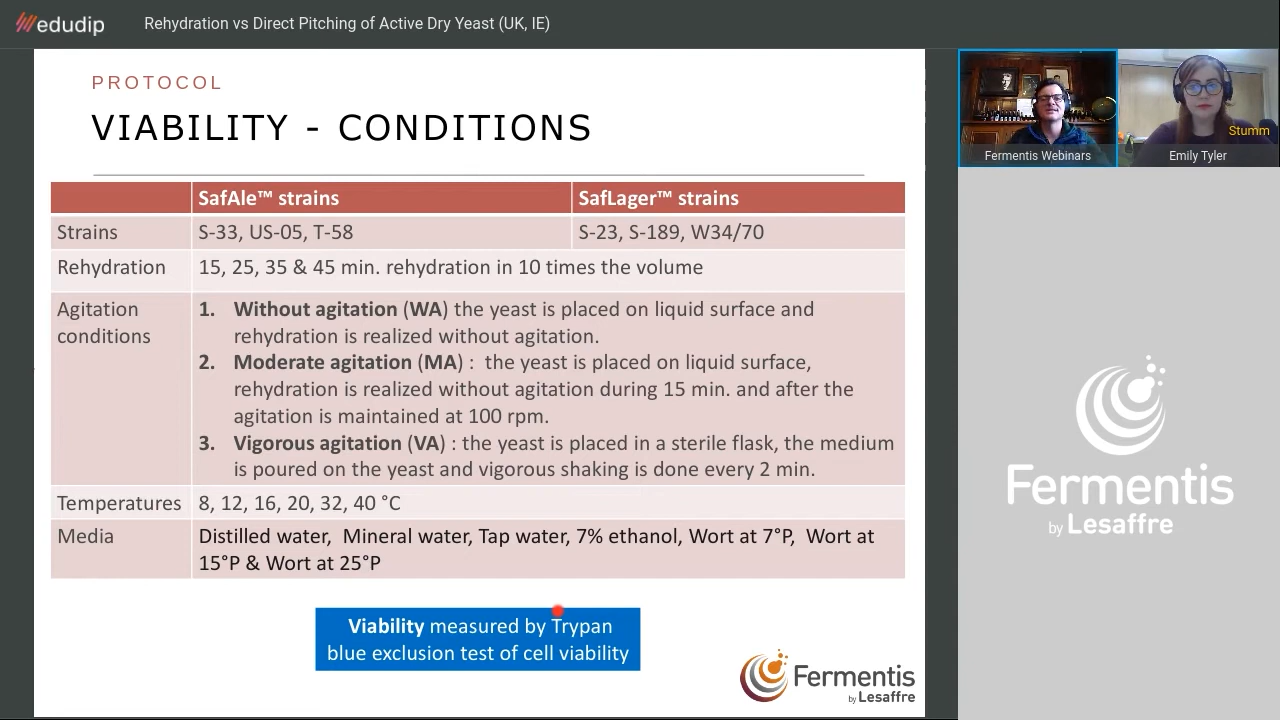 edudip
Rehydration vs Direct Pitching of Active Dry Yeast (UK, IE)
PROTOCOL
VIABILITY - CONDITIONS
SafAle™ strains
SafLager™ strains
Strains
S-33, US-05, T-58
S-23, S-189, W34/70
Rehydration
15, 25, 35 & 45 min. rehydration in 10 times the volume
Agitation
conditions
1. Without agitation (WA) the yeast is placed on liquid surface and
rehydration is realized without agitation.
2. Moderate agitation (MA) : the yeast is placed on liquid surface,
rehydration is realized without agitation during 15 min. and after the
agitation is maintained at 100 rpm.
3. Vigorous agitation (VA) : the yeast is placed in a sterile flask, the medium
is poured on the yeast and vigorous shaking is done every 2 min.
Temperatures
8, 12, 16, 20, 32, 40 °C
Media
Distilled water, Mineral water, Tap water, 7% ethanol, Wort at 7°P, Wort at
15°P & Wort at 25°P
Viability measured by Trypan
blue exclusion test of cell viability
Fermentis
by Lesaffre
Fermentis Webinars
Stumm
Emily Tyler
Fermentis
by Lesaffre